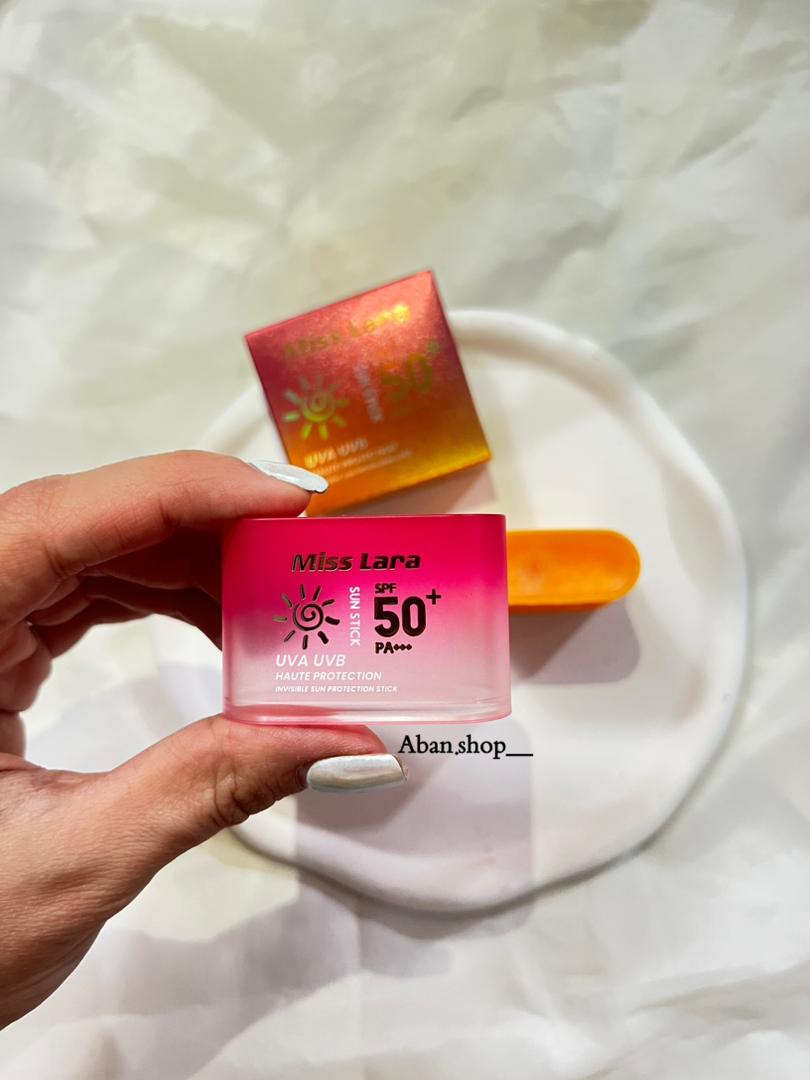 Miss Lara
50+
UVA UVB
Miss Lara
SUN STICK
SPF
50+
PA+++
UVA UVB
HAUTE PROTECTION
INVISIBLE SUN PROTECTION STICK
Aban.shop__